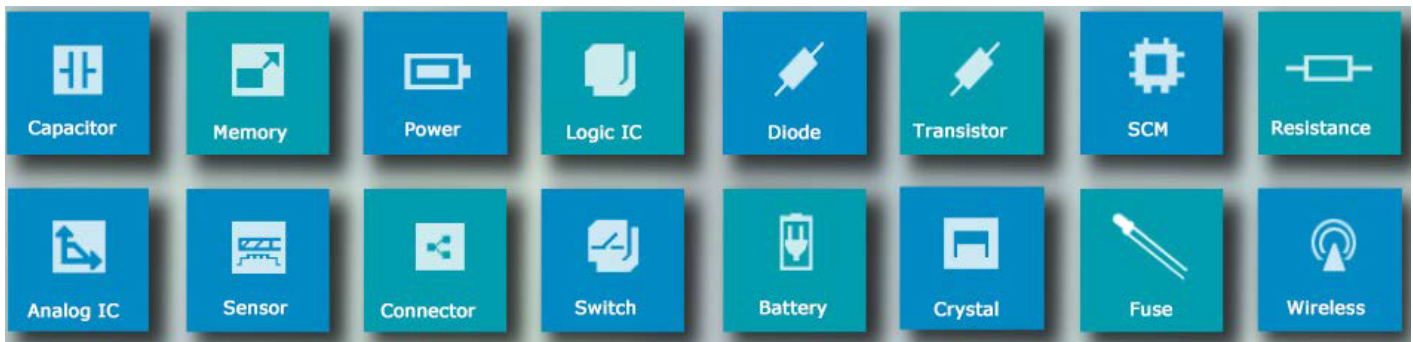 Capacitor
Memory
Power
Logic IC
Diode
Transistor
SCM
Resistance
Analog IC
Sensor
Connector
Switch
Battery
Crystal
Fuse
Wireless